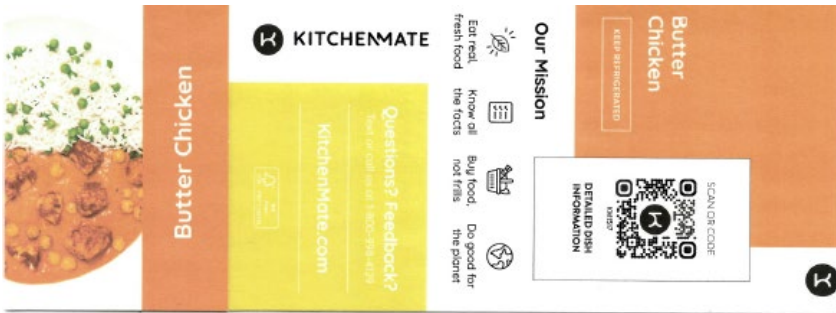 Butter Chicken
KITCHENMATE
Questions? Feedback?
Text or call us at 1-800-998-4179
KitchenMate.com
Our Mission
Eat real,
fresh food
Know all
the facts
Buy food,
not frills
Do good for
the planet
Butter
Chicken
KEEP REFRIGERATED
SCAN QR CODE
KM1517
DETAILED DISH
INFORMATION